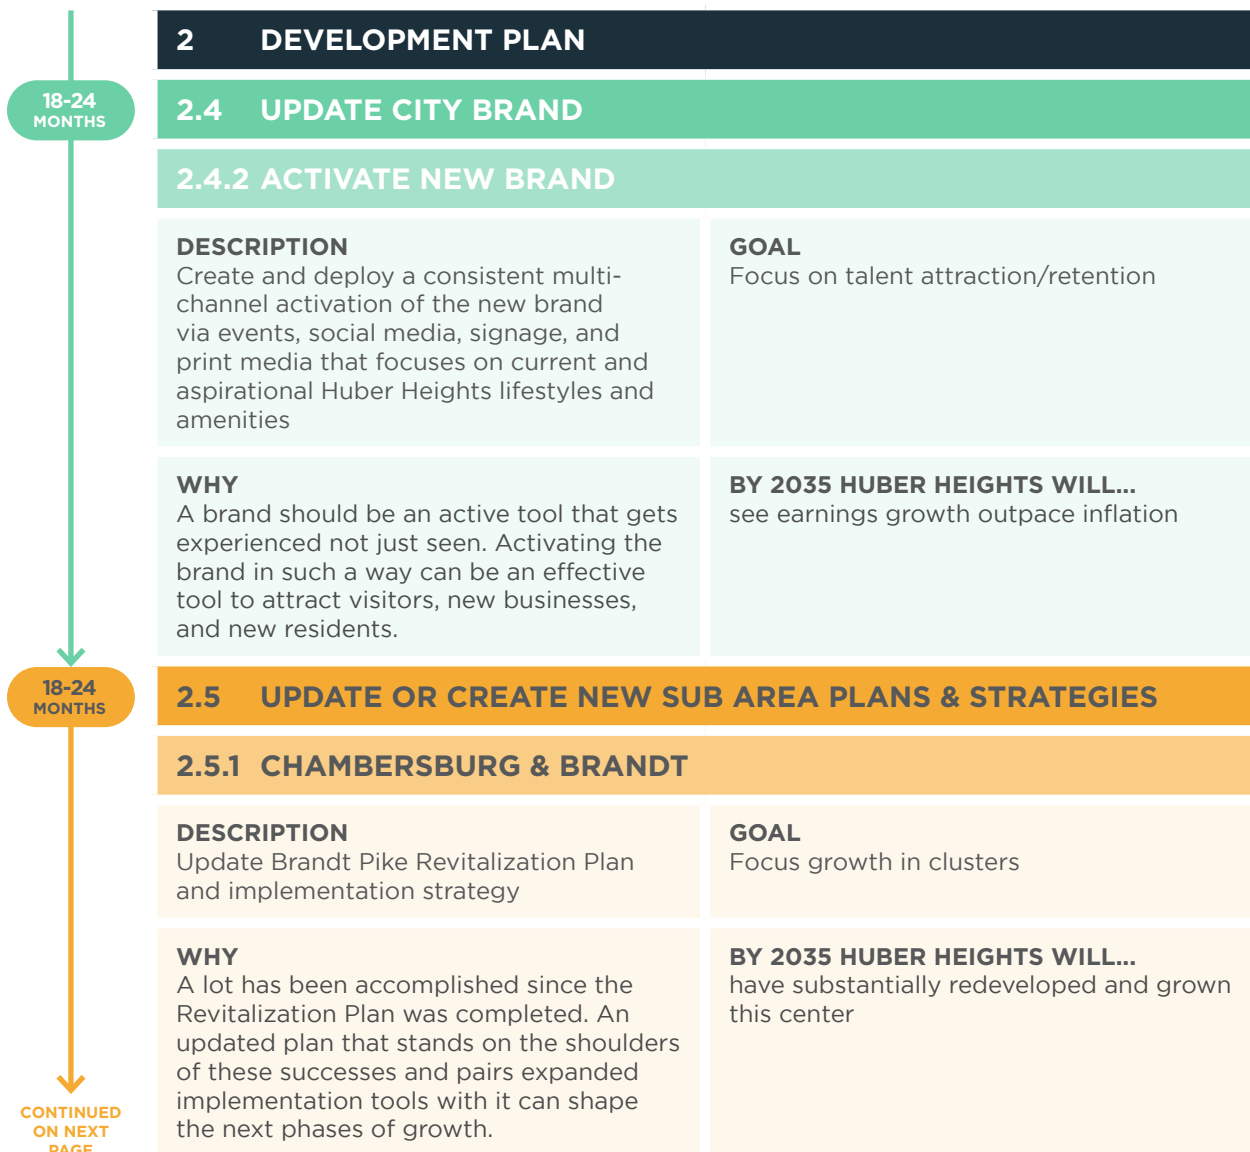 2 DEVELOPMENT PLAN
18-24
MONTHS
2.4 UPDATE CITY BRAND
2.4.2 ACTIVATE NEW BRAND
DESCRIPTION
Create and deploy a consistent multi-
channel activation of the new brand
via events, social media, signage, and
print media that focuses on current and
aspirational Huber Heights lifestyles and
amenities
GOAL
Focus on talent attraction/retention
WHY
A brand should be an active tool that gets
experienced not just seen. Activating the
brand in such a way can be an effective
tool to attract visitors, new businesses,
and new residents.
BY 2035 HUBER HEIGHTS WILL...
see earnings growth outpace inflation
18-24
MONTHS
2.5 UPDATE OR CREATE NEW SUB AREA PLANS & STRATEGIES
2.5.1 CHAMBERSBURG & BRANDT
DESCRIPTION
Update Brandt Pike Revitalization Plan
and implementation strategy
GOAL
Focus growth in clusters
WHY
A lot has been accomplished since the
Revitalization Plan was completed. An
updated plan that stands on the shoulders
of these successes and pairs expanded
implementation tools with it can shape
the next phases of growth.
BY 2035 HUBER HEIGHTS WILL...
have substantially redeveloped and grown
this center
CONTINUED
ON NEXT
PAGE